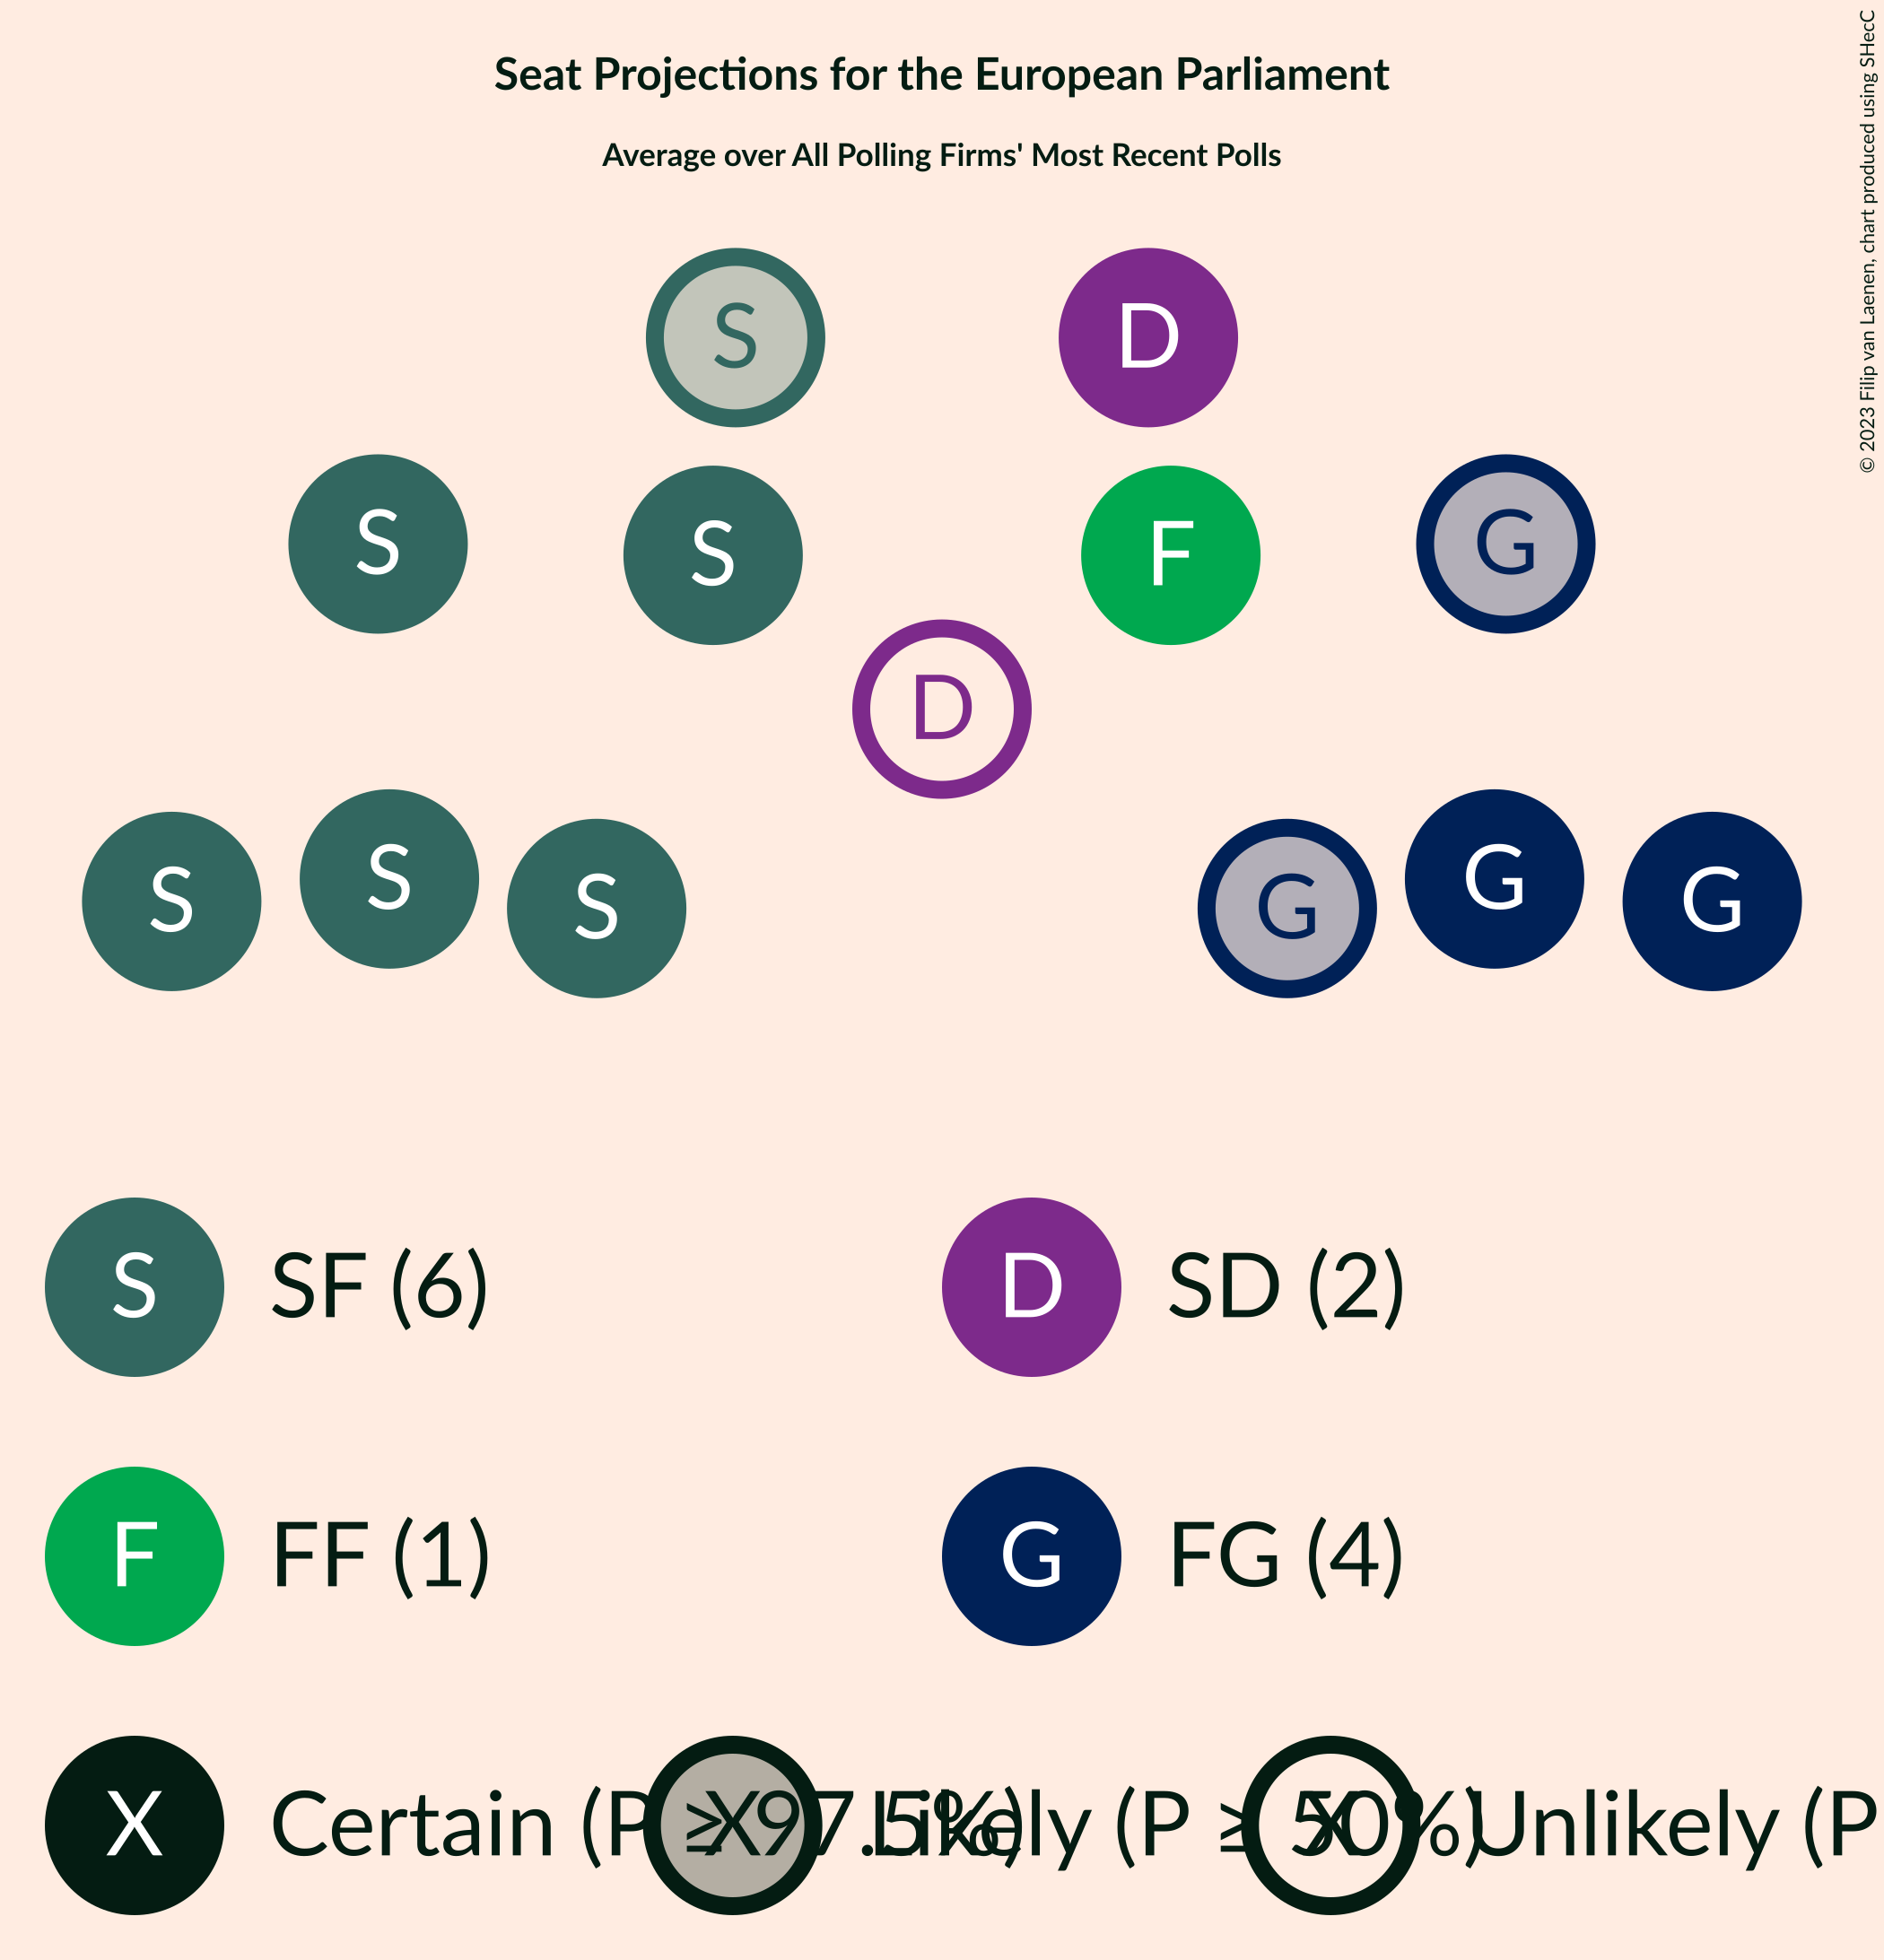 Seat Projections for the European Parliament
Average over All Polling Firms' Most Recent Polls
© 2023 Filip van Laenen, chart produced using SHecC
S D
S S F G
D
S S S G G G
S SF (6) D SD (2)
F FF (1) G FG (4)
X Certain (P ≥ 97.5%) X Likely (P ≥ 50%) X Unlikely (P